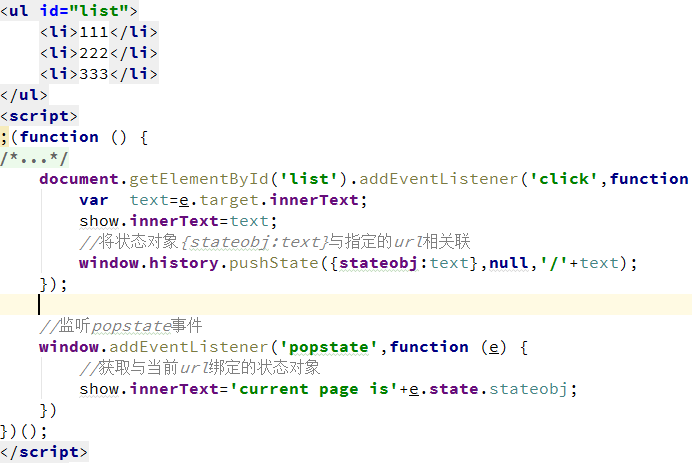 <ul id="list">
    <li>111</li>
    <li>222</li>
    <li>333</li>
</ul>
<script>
;(function () {
/*...*/
    document.getElementById('list').addEventListener('click',function
        var  text=e.target.innerText;
        show.innerText=text;
        //将状态对象{stateobj:text}与指定的url相关联
        window.history.pushState({stateobj:text},null,'/'+text);
    });
    //监听popstate事件
    window.addEventListener('popstate',function (e) {
        //获取与当前url绑定的状态对象
        show.innerText='current page is'+e.state.stateobj;
    })
})();
</script>